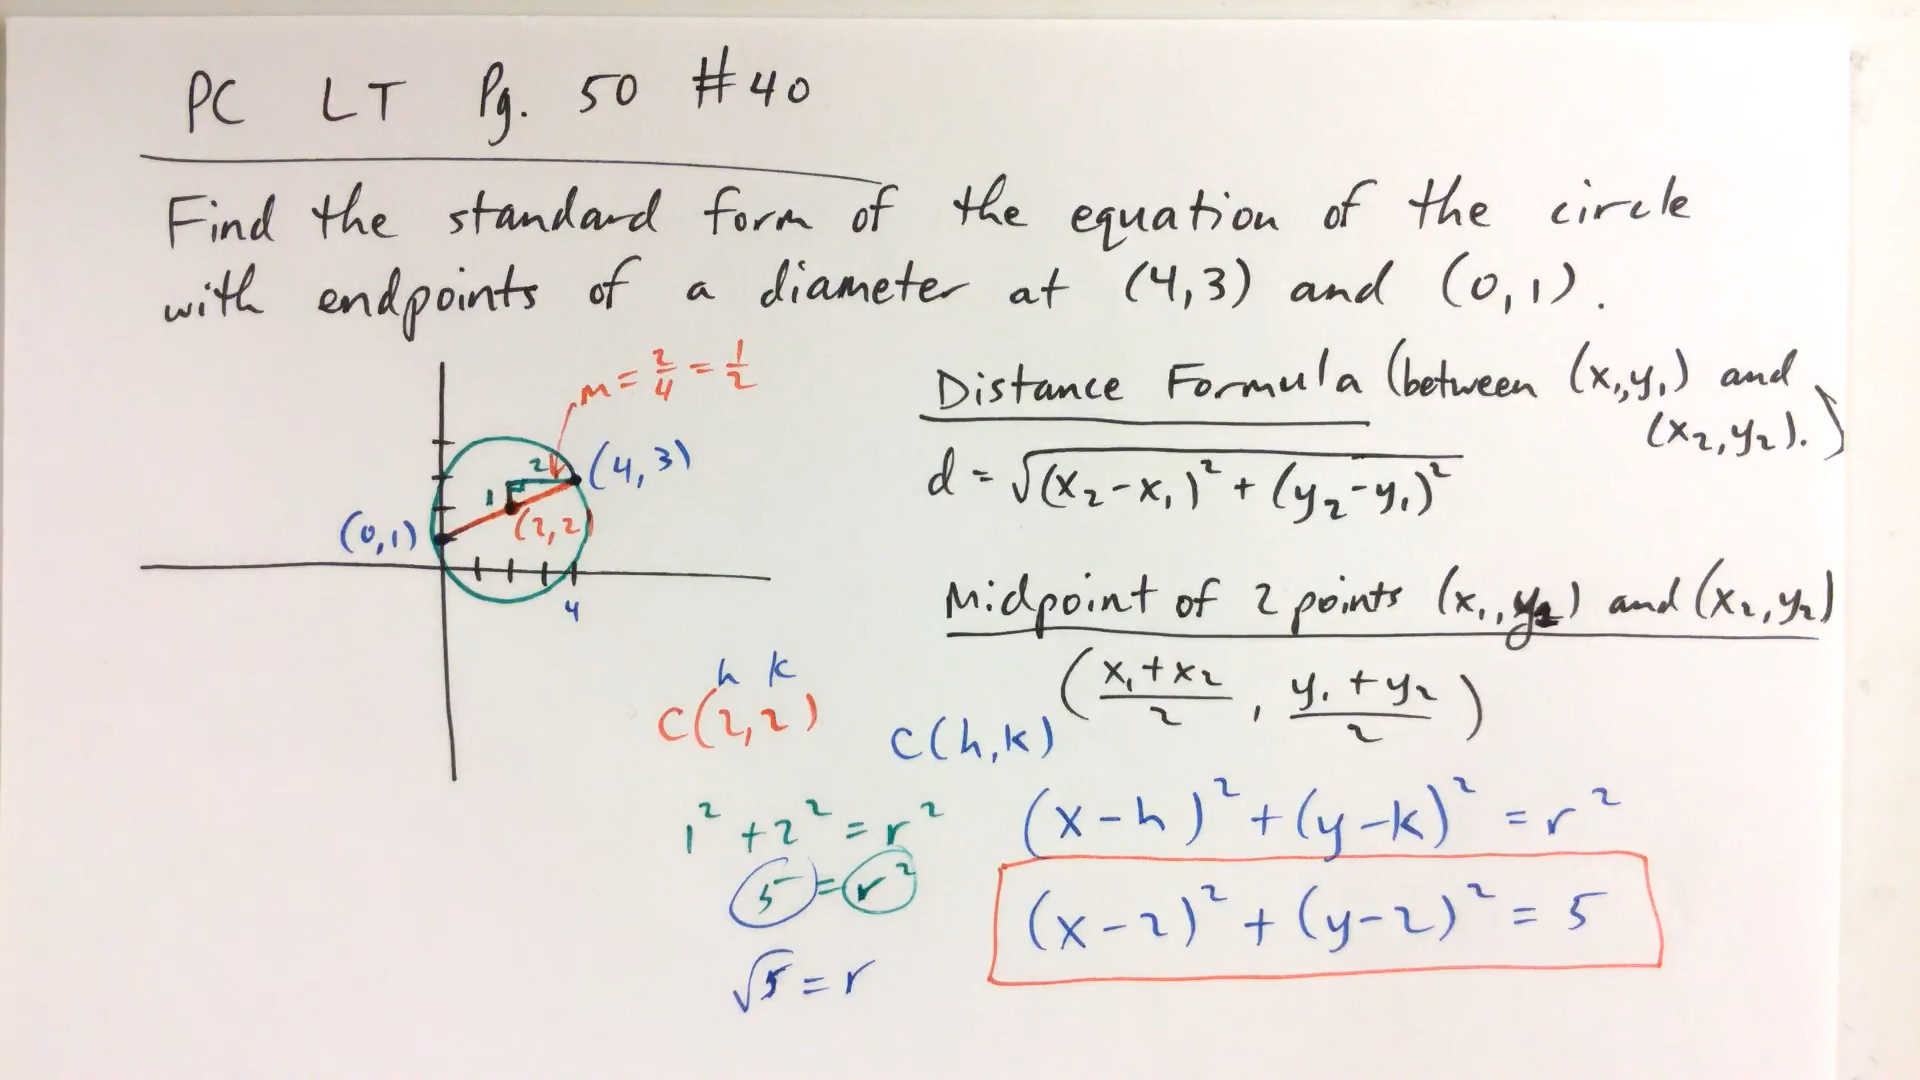 PC LT Pg. 50 #40
Find the standard form of the equation of the circle
with endpoints of a diameter at (4,3) and (0,1).
m = 2/4 = 1/2
2 (4,3)
1
(2,2)
(0,1)
4
Distance Formula (between (x₁,y₁) and
(x₂,y₂).)
d = √(x₂-x₁)² + (y₂-y₁)²
Midpoint of 2 points (x₁, y₁) and (x₂,y₂)
(x₁+x₂/2, y₁+y₂/2)
h k
C(2,2)
C(h,k)
1² + 2² = r²
5 = r²
√5 = r
(x-h)² + (y-k)² = r²
(x-2)² + (y-2)² = 5